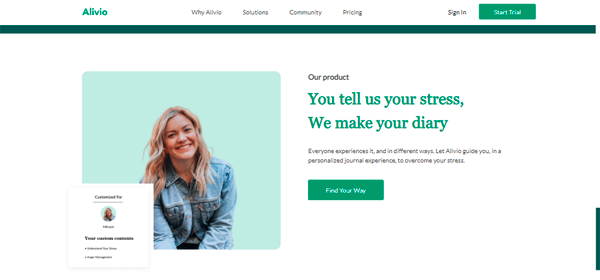 Alivio
Why Alivio
Solutions
Community
Pricing
Sign In
Start Trial
Our product
You tell us your stress,
We make your diary
Everyone experiences it, and in different ways. Let Alivio guide you, in a
personalized journal experience, to overcome your stress.
Find Your Way
Customized For
Your custom contents
Understand Your Stress
Anger Management